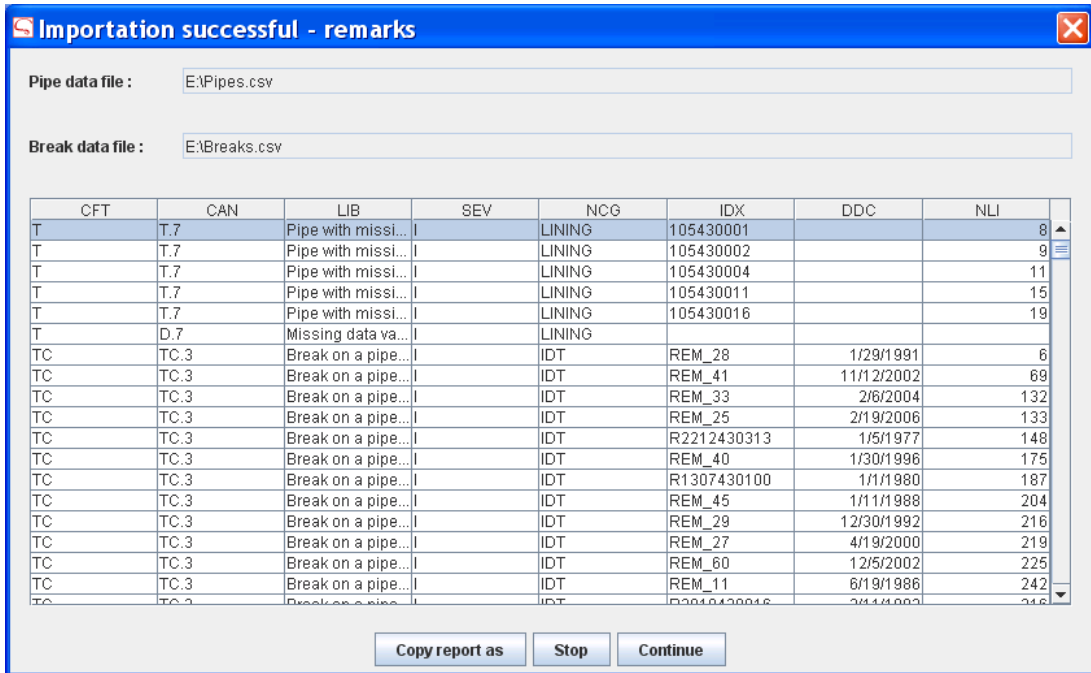 Importation successful - remarks
Pipe data file : E:\Pipes.csv
Break data file : E:\Breaks.csv
CFT CAN LIB SEV NCG IDX DDC NLI
T T.7 Pipe with missi... I LINING 105430001 8
T T.7 Pipe with missi... I LINING 105430002 9
T T.7 Pipe with missi... I LINING 105430004 11
T T.7 Pipe with missi... I LINING 105430011 15
T T.7 Pipe with missi... I LINING 105430016 19
T D.7 Missing data va... I LINING
TC TC.3 Break on a pipe... I IDT REM_28 1/29/1991 6
TC TC.3 Break on a pipe... I IDT REM_41 11/12/2002 69
TC TC.3 Break on a pipe... I IDT REM_33 2/6/2004 132
TC TC.3 Break on a pipe... I IDT REM_25 2/19/2006 133
TC TC.3 Break on a pipe... I IDT R2212430313 1/5/1977 148
TC TC.3 Break on a pipe... I IDT REM_40 1/30/1996 175
TC TC.3 Break on a pipe... I IDT R1307430100 1/1/1980 187
TC TC.3 Break on a pipe... I IDT REM_45 1/11/1988 204
TC TC.3 Break on a pipe... I IDT REM_29 12/30/1992 216
TC TC.3 Break on a pipe... I IDT REM_27 4/19/2000 219
TC TC.3 Break on a pipe... I IDT REM_60 12/5/2002 225
TC TC.3 Break on a pipe... I IDT REM_11 6/19/1986 242
TC TC.3 Break on a pipe... I IDT
Copy report as Stop Continue